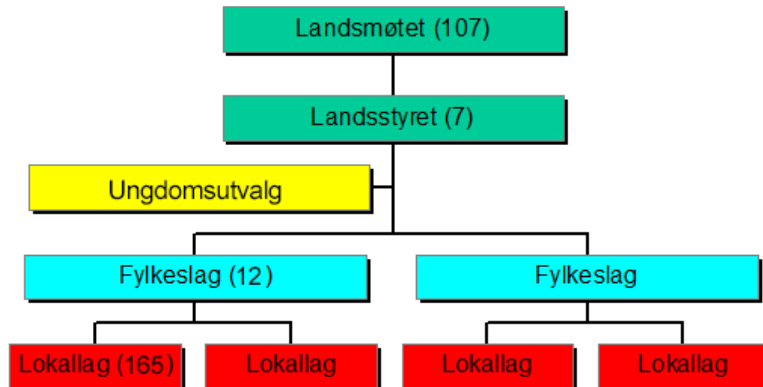 Landsmøtet (107)
Landsstyret (7)
Ungdomsutvalg
Fylkeslag (12)
Fylkeslag
Lokallag (165)
Lokallag
Lokallag
Lokallag